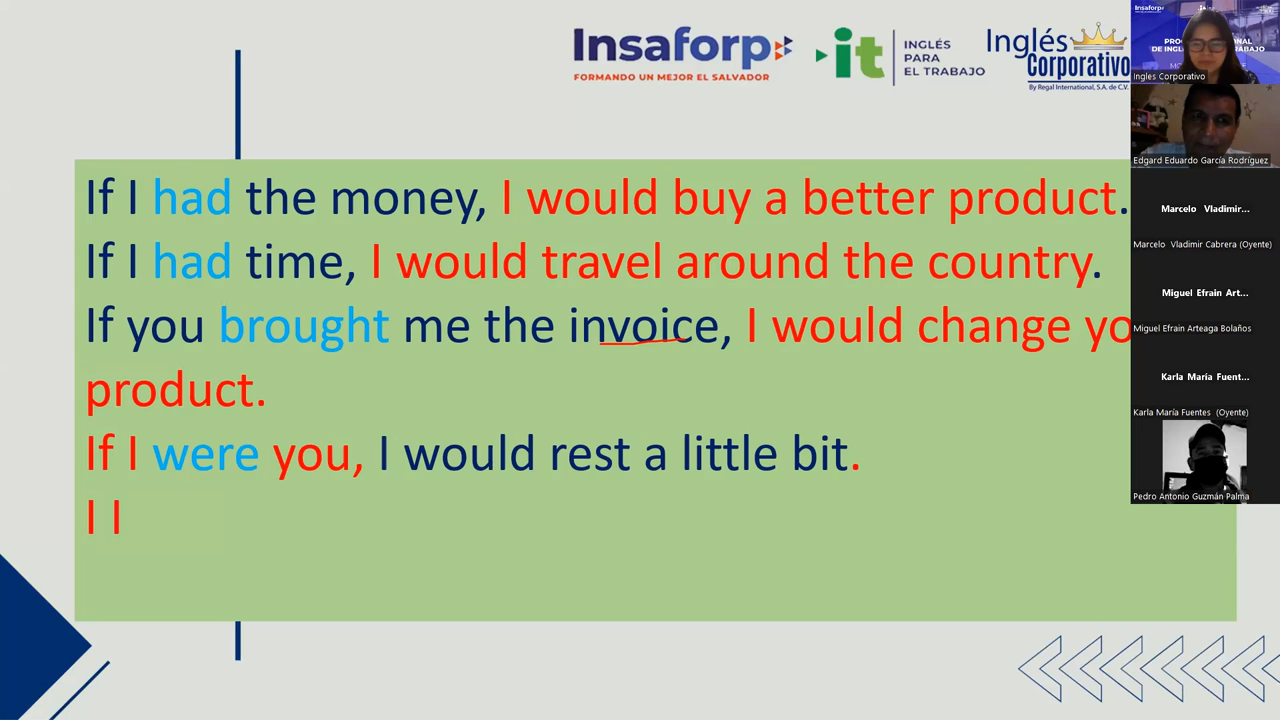 Insaforp
FORMANDO UN MEJOR EL SALVADOR
it
INGLÉS
PARA
EL TRABAJO
Inglés
Corporativo
By Regal International, S.A. de C.V.
If I had the money, I would buy a better product.
If I had time, I would travel around the country.
If you brought me the invoice, I would change yo
product.
If I were you, I would rest a little bit.
I I
Insaforp
Ingles Corporativo
Edgard Eduardo García Rodríguez
Marcelo Vladimir...
Marcelo Vladimir Cabrera (Oyente)
Miguel Efrain Art...
Miguel Efrain Arteaga Bolaños
Karla María Fuent...
Karla María Fuentes (Oyente)
Pedro Antonio Guzmán Palma